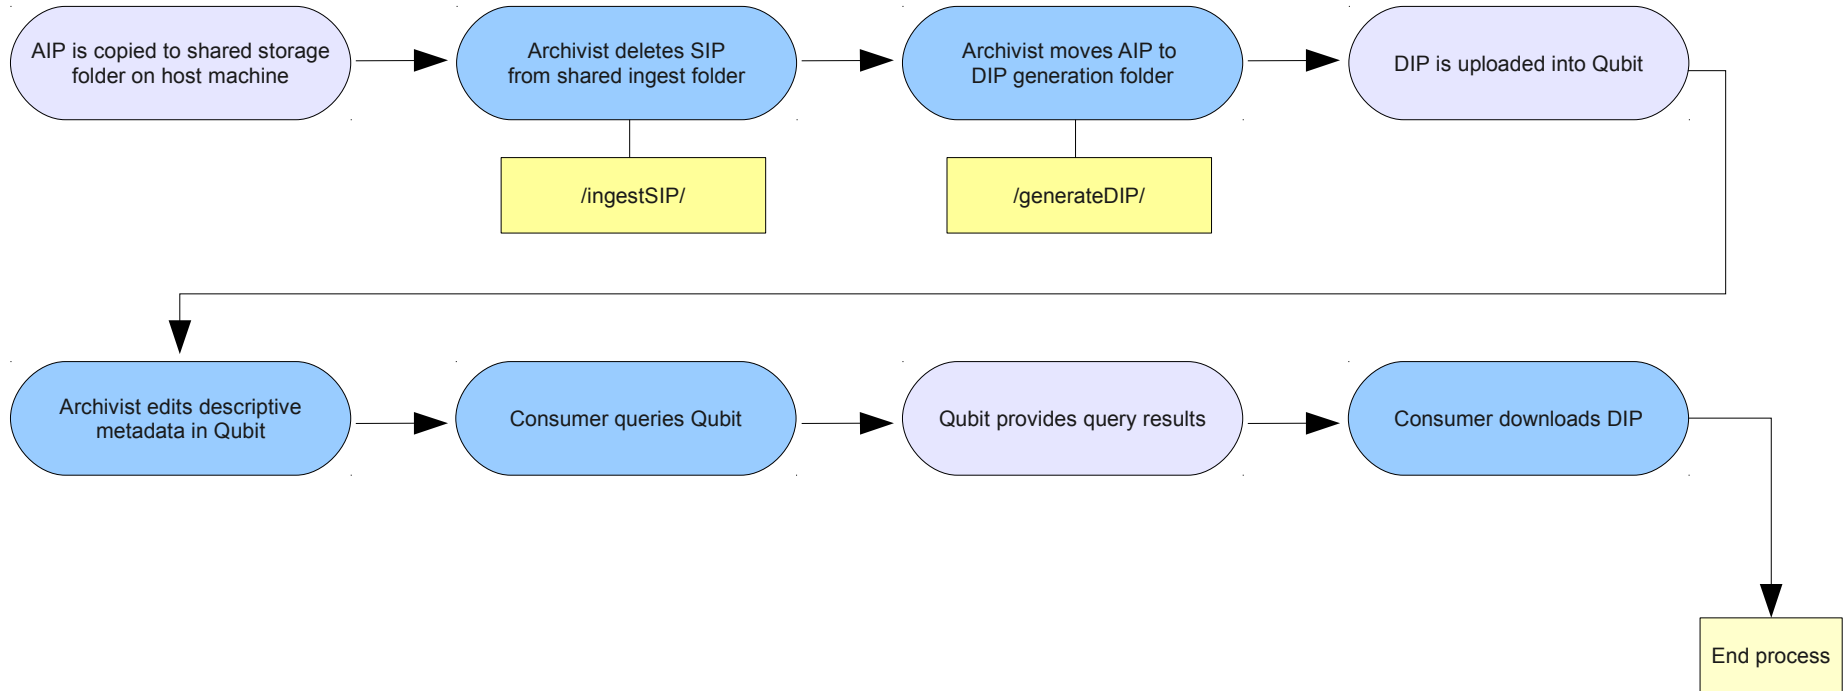 AIP is copied to shared storage
folder on host machine
Archivist deletes SIP
from shared ingest folder
Archivist moves AIP to
DIP generation folder
DIP is uploaded into Qubit
/ingestSIP/
/generateDIP/
Archivist edits descriptive
metadata in Qubit
Consumer queries Qubit
Qubit provides query results
Consumer downloads DIP
End process